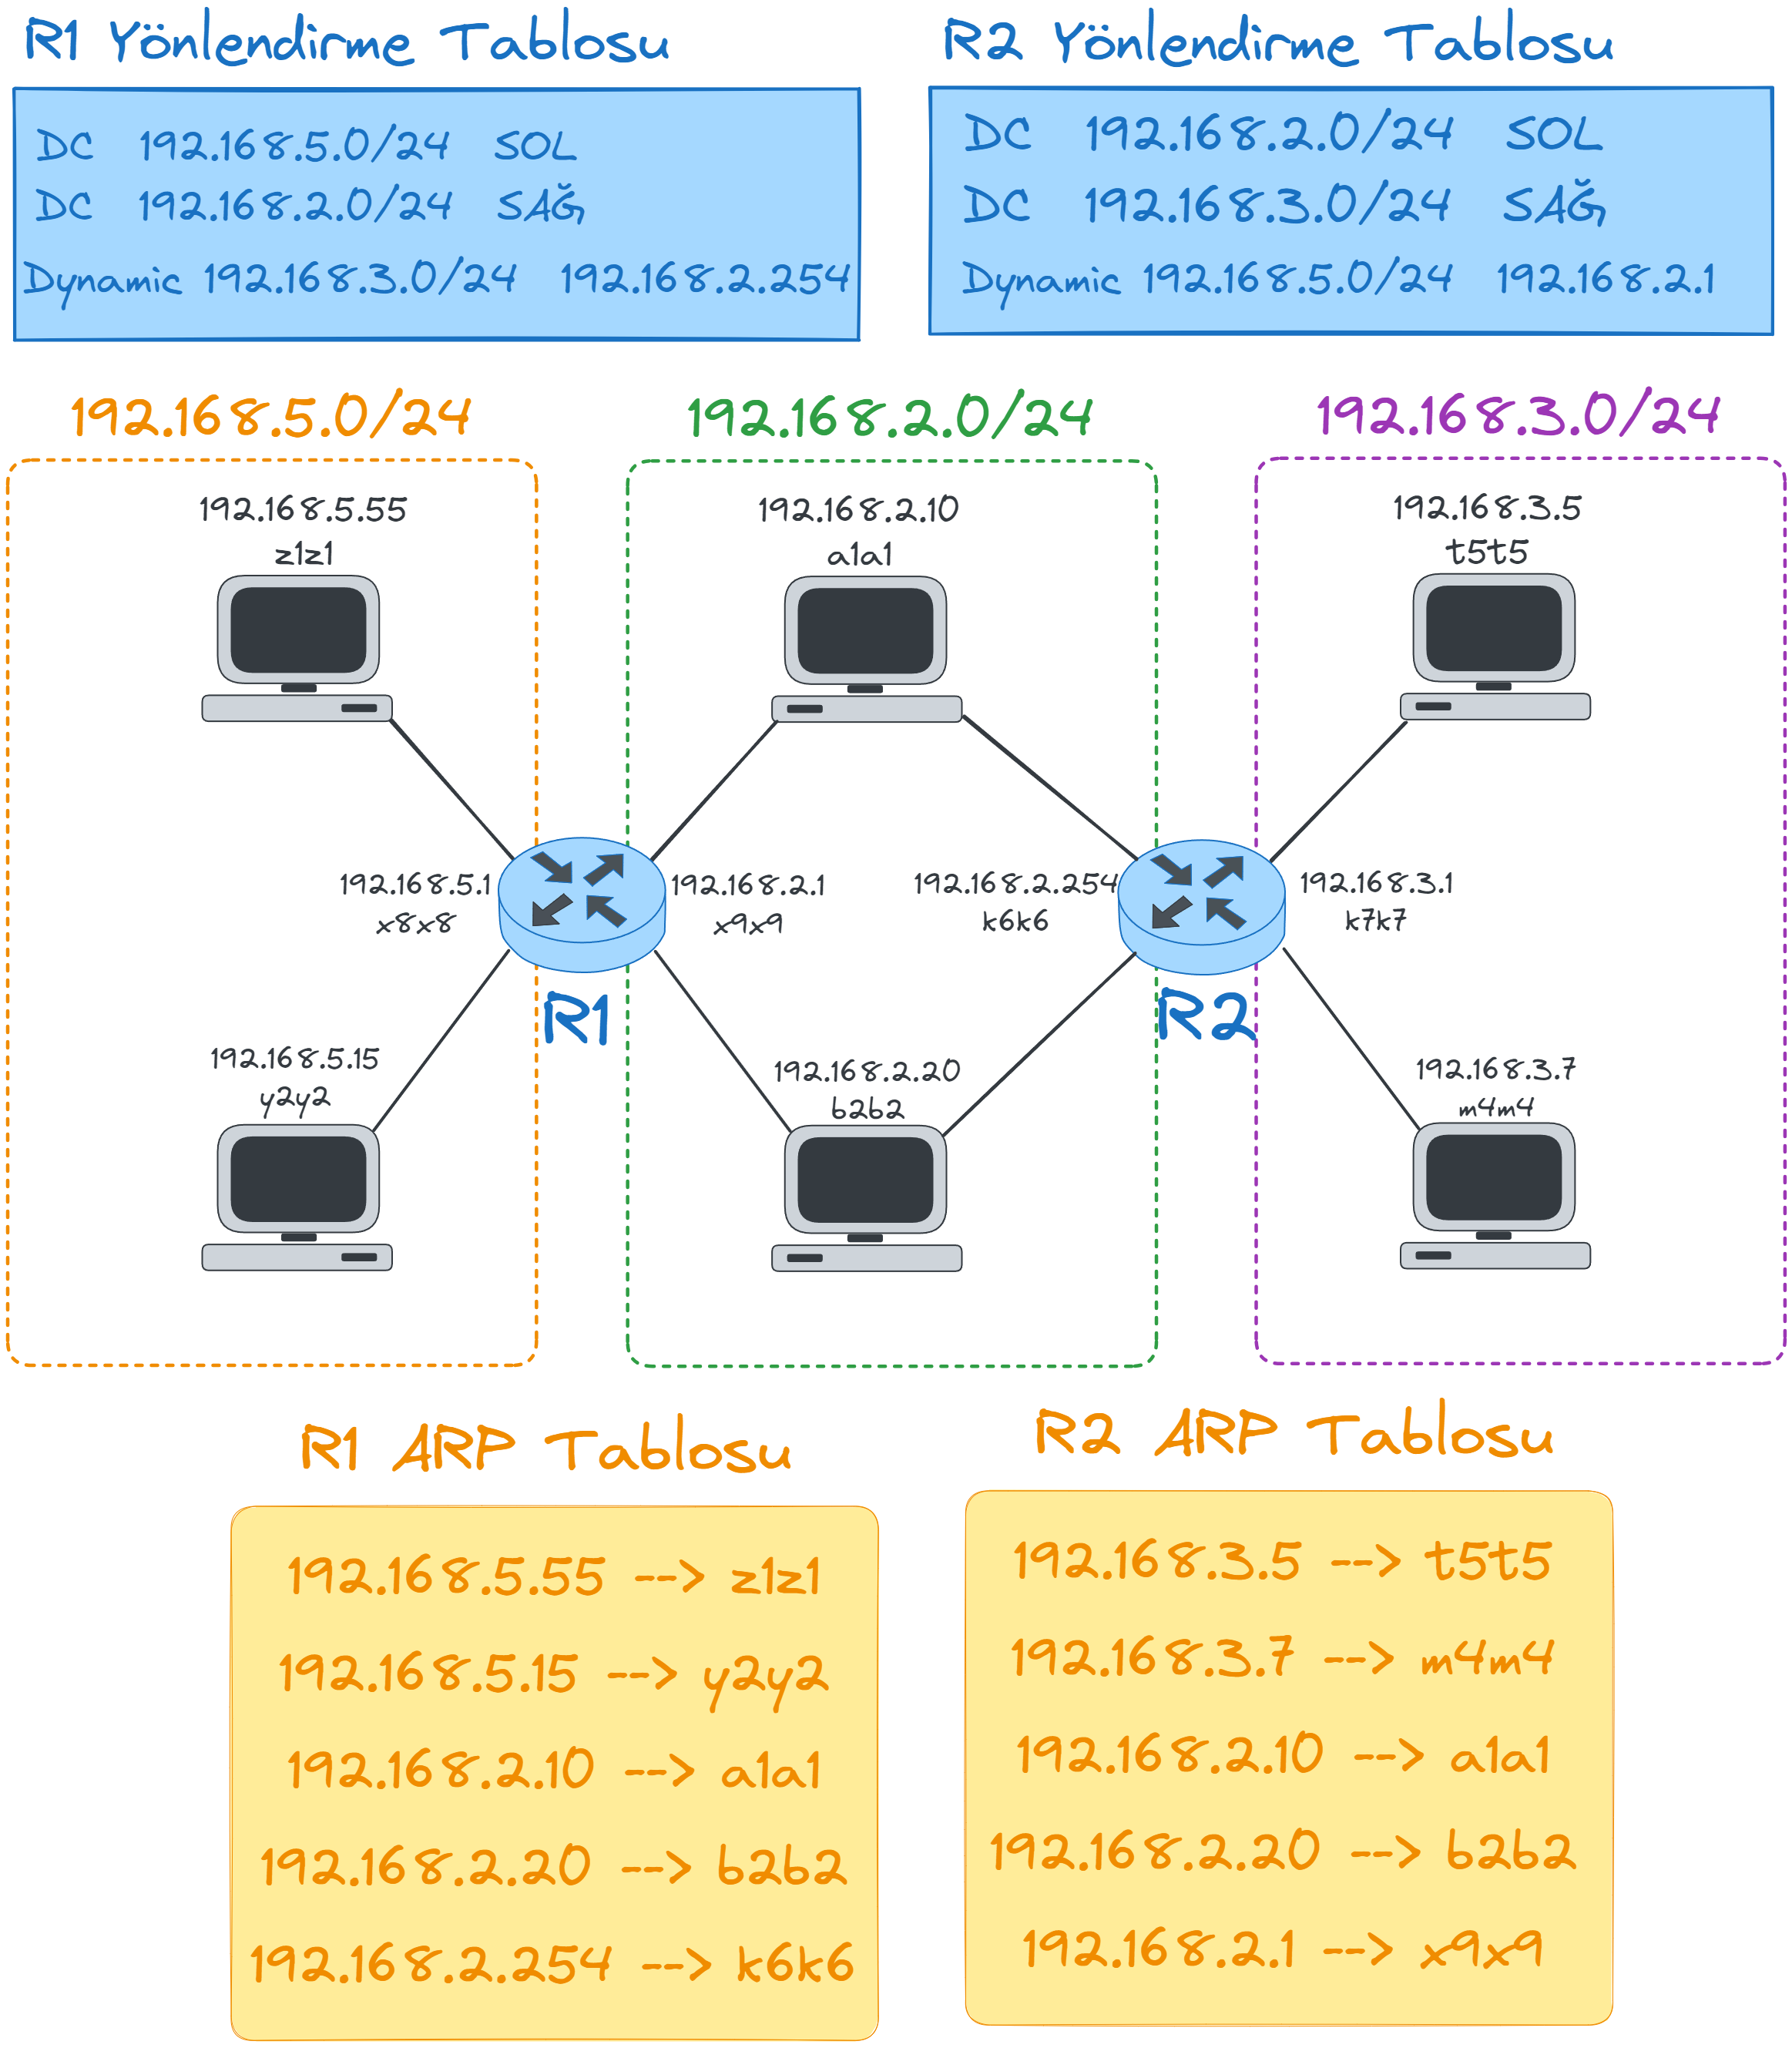 R1 Yönlendirme Tablosu
DC 192.168.5.0/24 SOL
DC 192.168.2.0/24 SAĞ
Dynamic 192.168.3.0/24 192.168.2.254
R2 Yönlendirme Tablosu
DC 192.168.2.0/24 SOL
DC 192.168.3.0/24 SAĞ
Dynamic 192.168.5.0/24 192.168.2.1
192.168.5.0/24
192.168.2.0/24
192.168.3.0/24
192.168.5.55
z1z1
192.168.2.10
a1a1
192.168.3.5
t5t5
192.168.5.1
x8x8
192.168.2.1
x9x9
192.168.2.254
k6k6
192.168.3.1
k7k7
R1
R2
192.168.5.15
y2y2
192.168.2.20
b2b2
192.168.3.7
m4m4
R1 ARP Tablosu
192.168.5.55 --> z1z1
192.168.5.15 --> y2y2
192.168.2.10 --> a1a1
192.168.2.20 --> b2b2
192.168.2.254 --> k6k6
R2 ARP Tablosu
192.168.3.5 --> t5t5
192.168.3.7 --> m4m4
192.168.2.10 --> a1a1
192.168.2.20 --> b2b2
192.168.2.1 --> x9x9